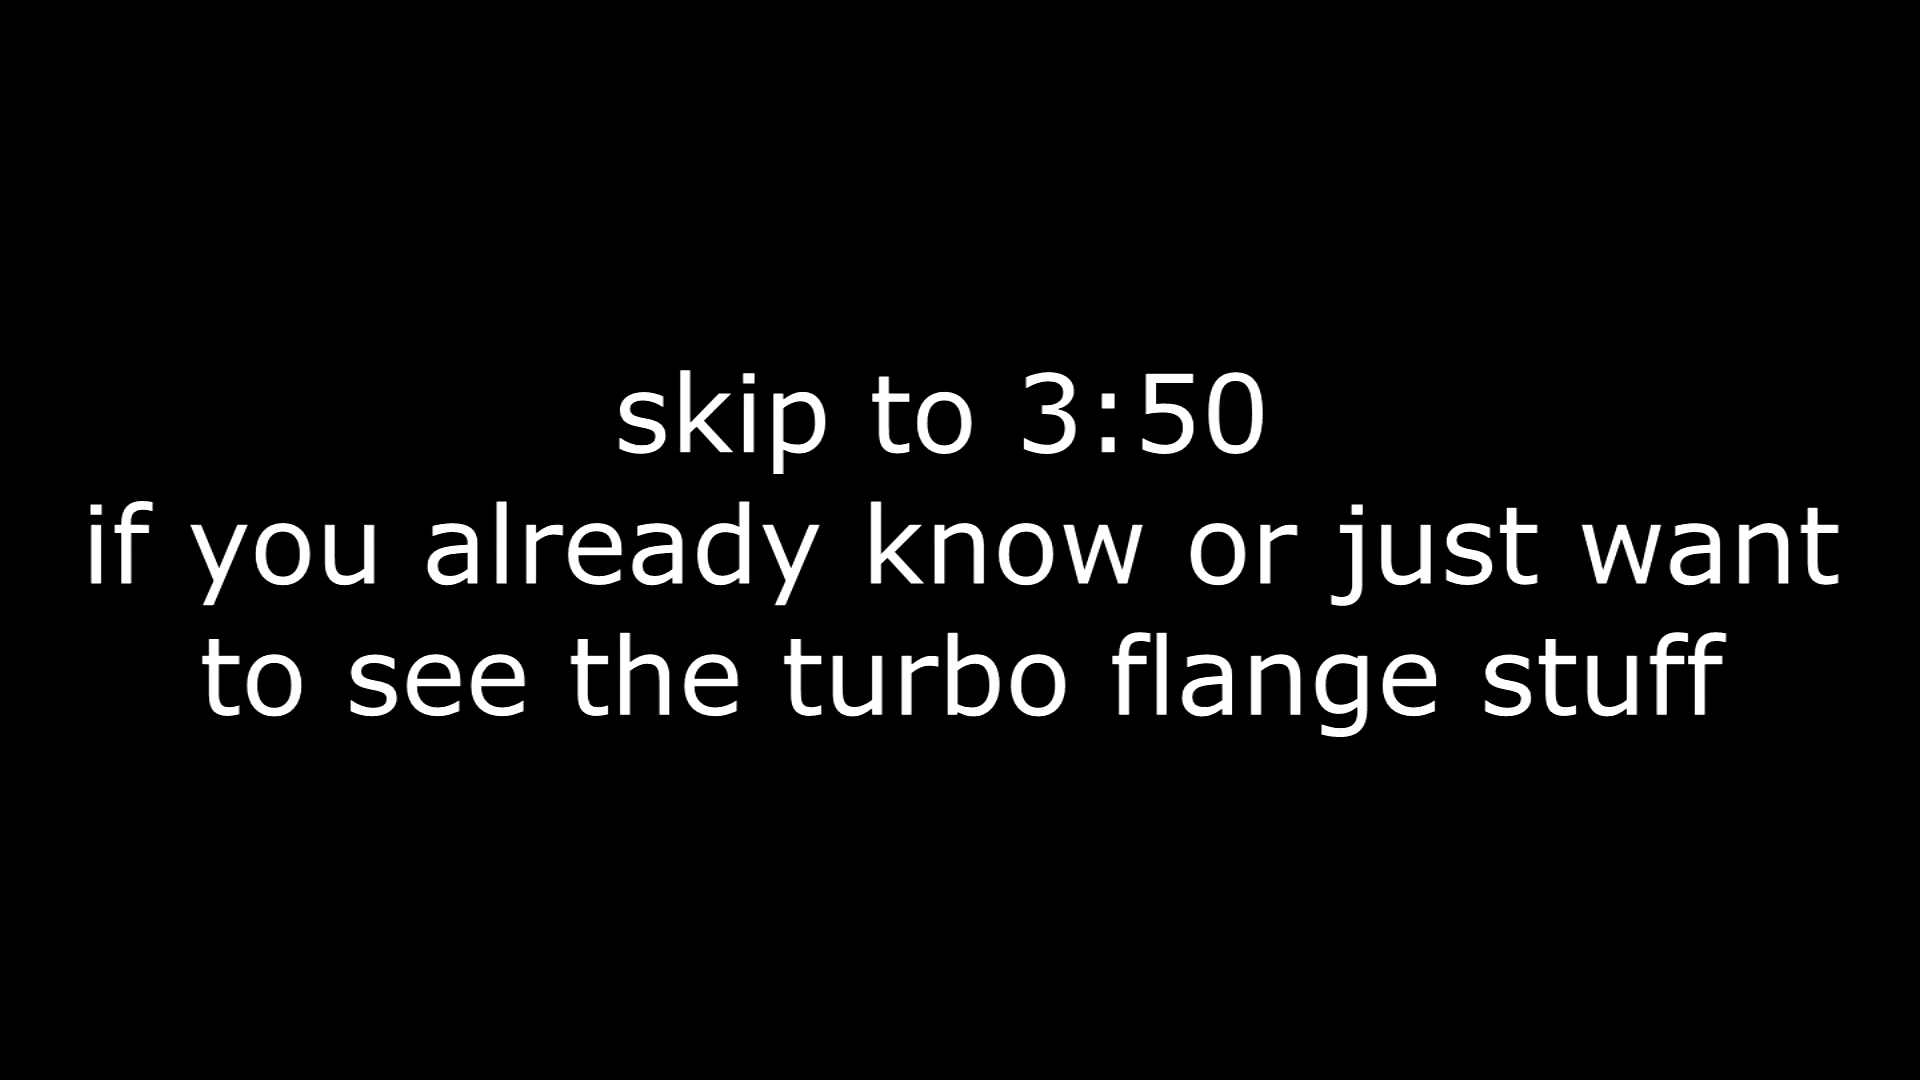 skip to 3:50
if you already know or just want
to see the turbo flange stuff